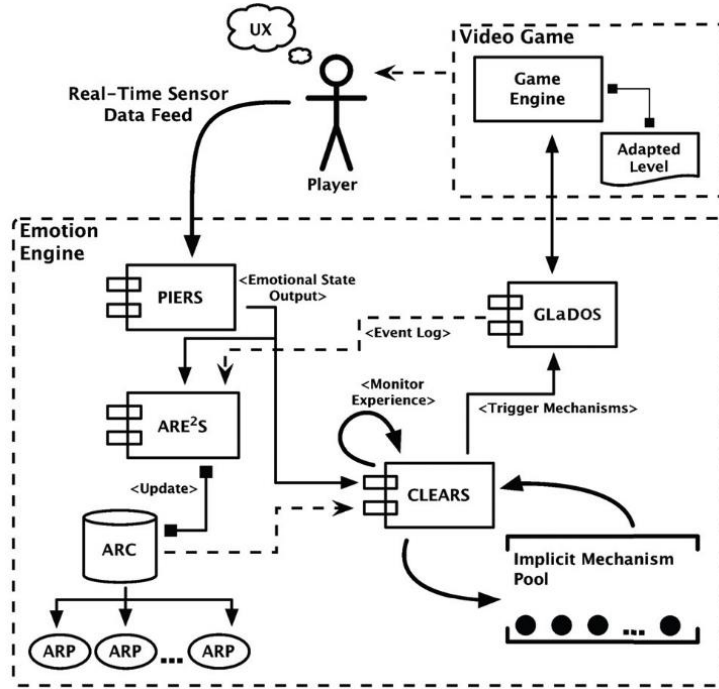 UX
Video Game
Game
Engine
Real-Time Sensor
Data Feed
Adapted
Level
Player
Emotion
Engine
PIERS
<Emotional State
Output>
GLaDOS
<Event Log>
<Monitor
Experience>
ARE²S
<Trigger Mechanisms>
<Update>
CLEARS
ARC
Implicit Mechanism
Pool
ARP
ARP
...
ARP
...